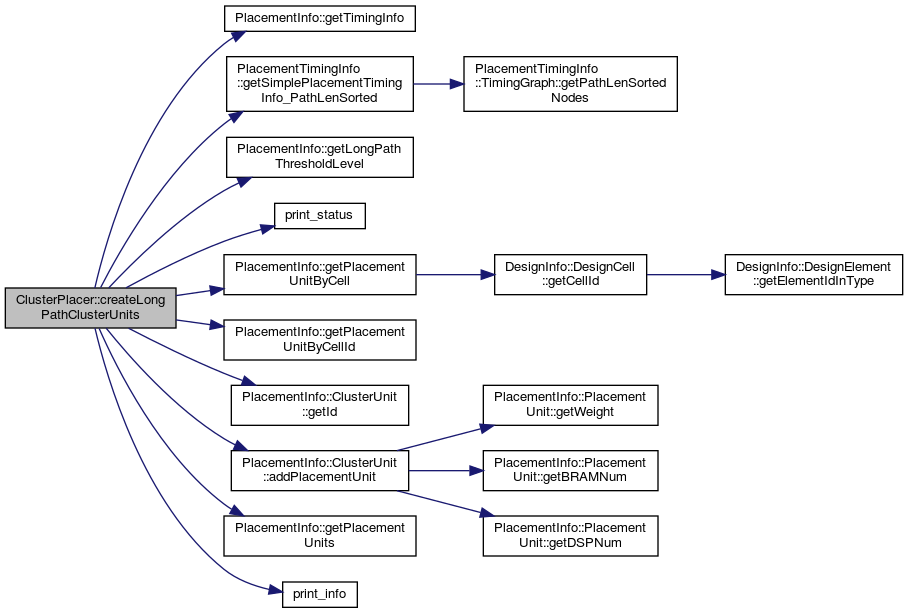 PlacementInfo::getTimingInfo
PlacementTimingInfo
::getSimplePlacementTiming
Info_PathLenSorted
PlacementTimingInfo
::TimingGraph::getPathLenSorted
Nodes
PlacementInfo::getLongPath
ThresholdLevel
print_status
PlacementInfo::getPlacement
UnitByCell
DesignInfo::DesignCell
::getCellId
DesignInfo::DesignElement
::getElementIdInType
ClusterPlacer::createLong
PathClusterUnits
PlacementInfo::getPlacement
UnitByCellId
PlacementInfo::ClusterUnit
::getId
PlacementInfo::Placement
Unit::getWeight
PlacementInfo::ClusterUnit
::addPlacementUnit
PlacementInfo::Placement
Unit::getBRAMNum
PlacementInfo::getPlacement
Units
PlacementInfo::Placement
Unit::getDSPNum
print_info